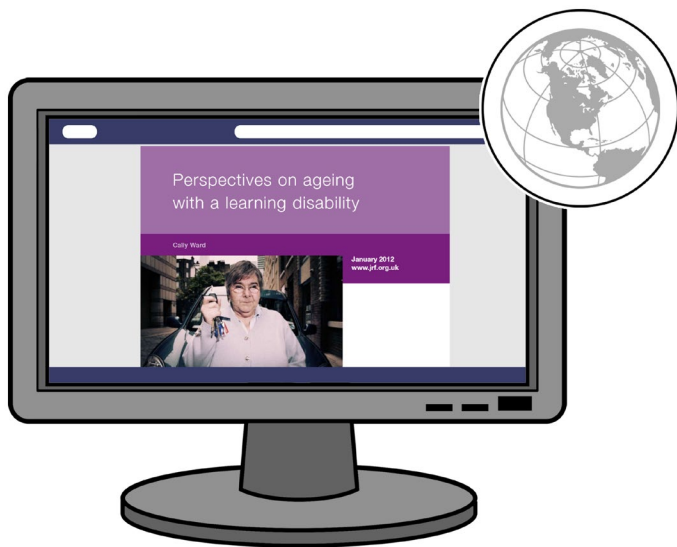 Perspectives on ageing
with a learning disability
Cally Ward
January 2012
www.jrf.org.uk